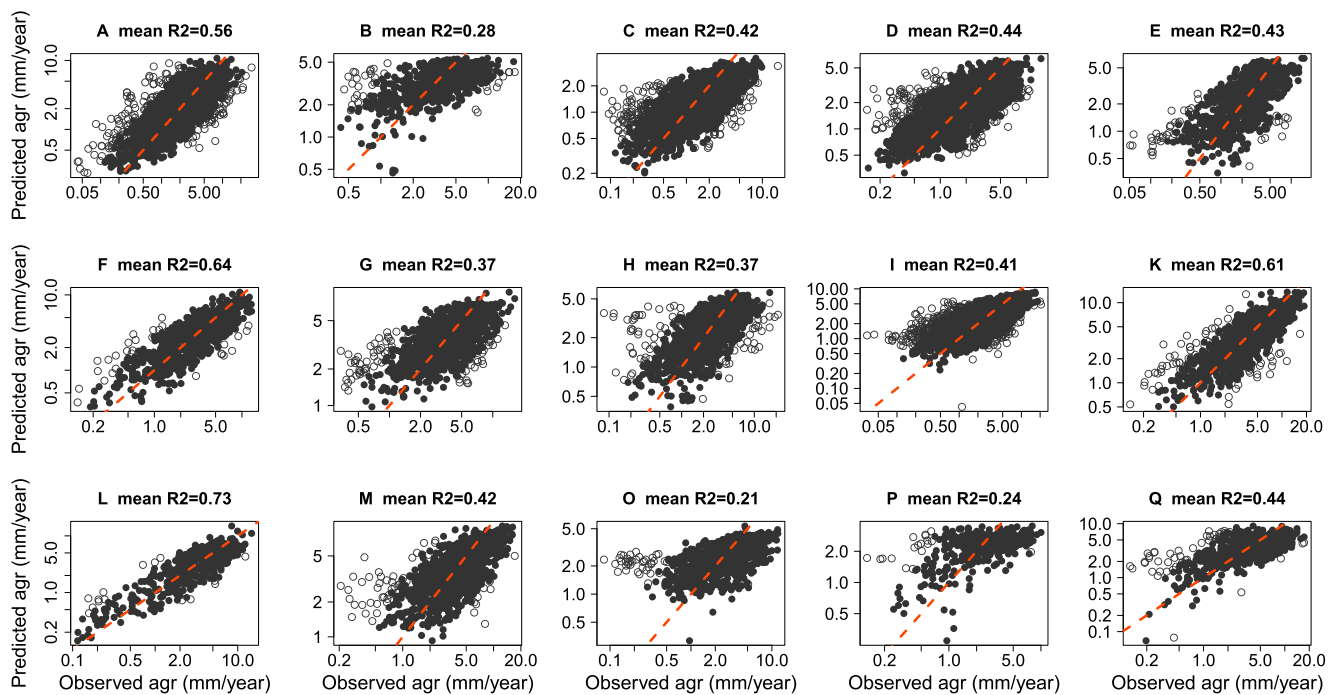 A mean R2=0.56
B mean R2=0.28
C mean R2=0.42
D mean R2=0.44
E mean R2=0.43
Predicted agr (mm/year)
10.0
2.0
0.5
0.05 0.50 5.00
5.0
2.0
1.0
0.5
0.5 2.0 5.0 20.0
2.0
1.0
0.5
0.2
0.1 0.5 2.0 10.0
5.0
2.0
1.0
0.5
0.2 1.0 5.0
5.0
2.0
1.0
0.5
0.05 0.50 5.00
F mean R2=0.64
G mean R2=0.37
H mean R2=0.37
I mean R2=0.41
K mean R2=0.61
Predicted agr (mm/year)
10.0
2.0
0.5
0.2 1.0 5.0
5
2
1
0.5 2.0 5.0
5.0
2.0
1.0
0.5
0.1 0.5 2.0 10.0
10.00
5.00
2.00
1.00
0.50
0.20
0.10
0.05
0.05 0.50 5.00
10.0
5.0
2.0
1.0
0.5
0.2 1.0 5.0 20.0
L mean R2=0.73
M mean R2=0.42
O mean R2=0.21
P mean R2=0.24
Q mean R2=0.44
Predicted agr (mm/year)
5.0
1.0
0.2
0.1 0.5 2.0 10.0
Observed agr (mm/year)
5
2
1
0.2 1.0 5.0 20.0
Observed agr (mm/year)
5.0
2.0
1.0
0.5
0.1 0.5 2.0 10.0
Observed agr (mm/year)
2.0
1.0
0.5
0.2 1.0 5.0
Observed agr (mm/year)
10.0
5.0
2.0
1.0
0.5
0.2
0.1
0.1 0.5 2.0 5.0 20.0
Observed agr (mm/year)